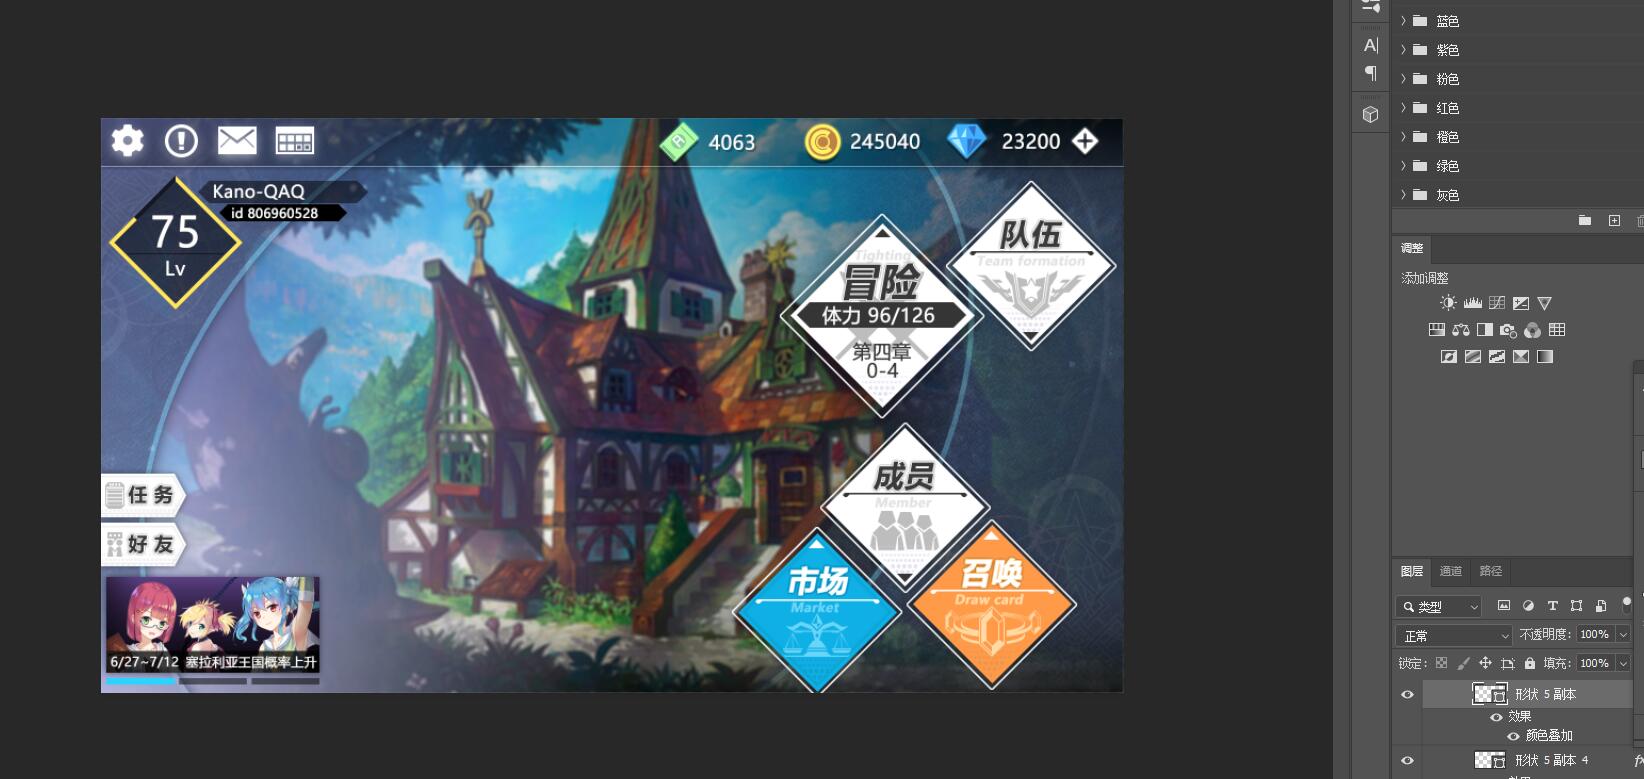 4063
245040
23200
Kano-QAQ
id 806960528
75
Lv
队伍
Team formation
Tighting
冒险
体力 96/126
第四章
0-4
成员
Member
任务
好友
市场
Market
召唤
Draw card
6/27~7/12 塞拉利亚王国概率上升
蓝色
紫色
粉色
红色
橙色
绿色
灰色
调整
添加调整
图层 通道 路径
类型
正常
不透明度: 100%
锁定:
填充: 100%
形状 5 副本
效果
颜色叠加
形状 5 副本 4